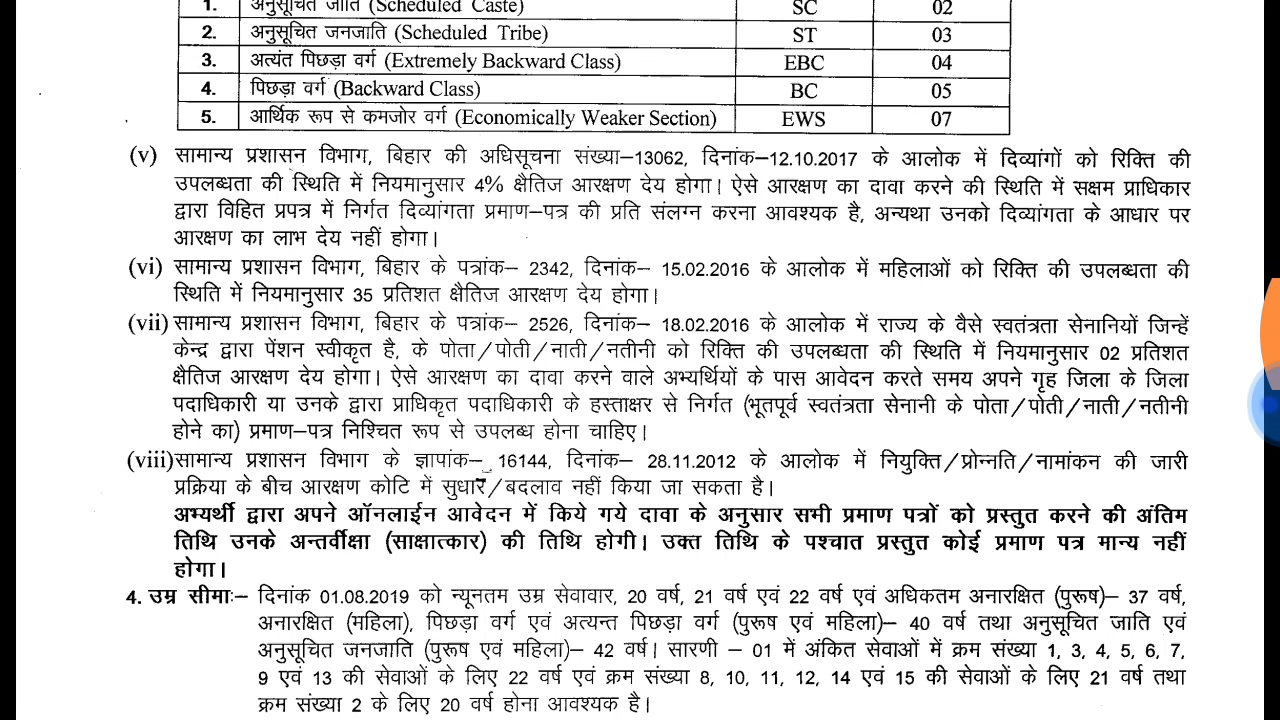 1. अनुसूचित जाति (Scheduled Caste) SC 02
2. अनुसूचित जनजाति (Scheduled Tribe) ST 03
3. अत्यंत पिछड़ा वर्ग (Extremely Backward Class) EBC 04
4. पिछड़ा वर्ग (Backward Class) BC 05
5. आर्थिक रूप से कमजोर वर्ग (Economically Weaker Section) EWS 07
(v) सामान्य प्रशासन विभाग, बिहार की अधिसूचना संख्या–13062, दिनांक–12.10.2017 के आलोक में दिव्यांगों को रिक्ति की
उपलब्धता की स्थिति में नियमानुसार 4% क्षैतिज आरक्षण देय होगा। ऐसे आरक्षण का दावा करने की स्थिति में सक्षम प्राधिकार
द्वारा विहित प्रपत्र में निर्गत दिव्यांगता प्रमाण–पत्र की प्रति संलग्न करना आवश्यक है, अन्यथा उनको दिव्यांगता के आधार पर
आरक्षण का लाभ देय नहीं होगा।
(vi) सामान्य प्रशासन विभाग, बिहार के पत्रांक– 2342, दिनांक– 15.02.2016 के आलोक में महिलाओं को रिक्ति की उपलब्धता की
स्थिति में नियमानुसार 35 प्रतिशत क्षैतिज आरक्षण देय होगा।
(vii) सामान्य प्रशासन विभाग, बिहार के पत्रांक– 2526, दिनांक– 18.02.2016 के आलोक में राज्य के वैसे स्वतंत्रता सेनानियों जिन्हें
केन्द्र द्वारा पेंशन स्वीकृत है, के पोता/पोती/नाती/नतीनी को रिक्ति की उपलब्धता की स्थिति में नियमानुसार 02 प्रतिशत
क्षैतिज आरक्षण देय होगा। ऐसे आरक्षण का दावा करने वाले अभ्यर्थियों के पास आवेदन करते समय अपने गृह जिला के जिला
पदाधिकारी या उनके द्वारा प्राधिकृत पदाधिकारी के हस्ताक्षर से निर्गत (भूतपूर्व स्वतंत्रता सेनानी के पोता/पोती/नाती/नतीनी
होने का) प्रमाण–पत्र निश्चित रूप से उपलब्ध होना चाहिए।
(viii) सामान्य प्रशासन विभाग के ज्ञापांक– 16144, दिनांक– 28.11.2012 के आलोक में नियुक्ति/प्रोन्नति/नामांकन की जारी
प्रक्रिया के बीच आरक्षण कोटि में सुधार/बदलाव नहीं किया जा सकता है।
अभ्यर्थी द्वारा अपने ऑनलाईन आवेदन में किये गये दावा के अनुसार सभी प्रमाण पत्रों को प्रस्तुत करने की अंतिम
तिथि उनके अन्तर्वीक्षा (साक्षात्कार) की तिथि होगी। उक्त तिथि के पश्चात प्रस्तुत कोई प्रमाण पत्र मान्य नहीं
होगा।
4. उम्र सीमाः– दिनांक 01.08.2019 को न्यूनतम उम्र सेवावार, 20 वर्ष, 21 वर्ष एवं 22 वर्ष एवं अधिकतम अनारक्षित (पुरूष)– 37 वर्ष,
अनारक्षित (महिला), पिछड़ा वर्ग एवं अत्यन्त पिछड़ा वर्ग (पुरूष एवं महिला)– 40 वर्ष तथा अनुसूचित जाति एवं
अनुसूचित जनजाति (पुरूष एवं महिला)– 42 वर्ष। सारणी – 01 में अंकित सेवाओं में क्रम संख्या 1, 3, 4, 5, 6, 7,
9 एवं 13 की सेवाओं के लिए 22 वर्ष एवं क्रम संख्या 8, 10, 11, 12, 14 एवं 15 की सेवाओं के लिए 21 वर्ष तथा
क्रम संख्या 2 के लिए 20 वर्ष होना आवश्यक है।